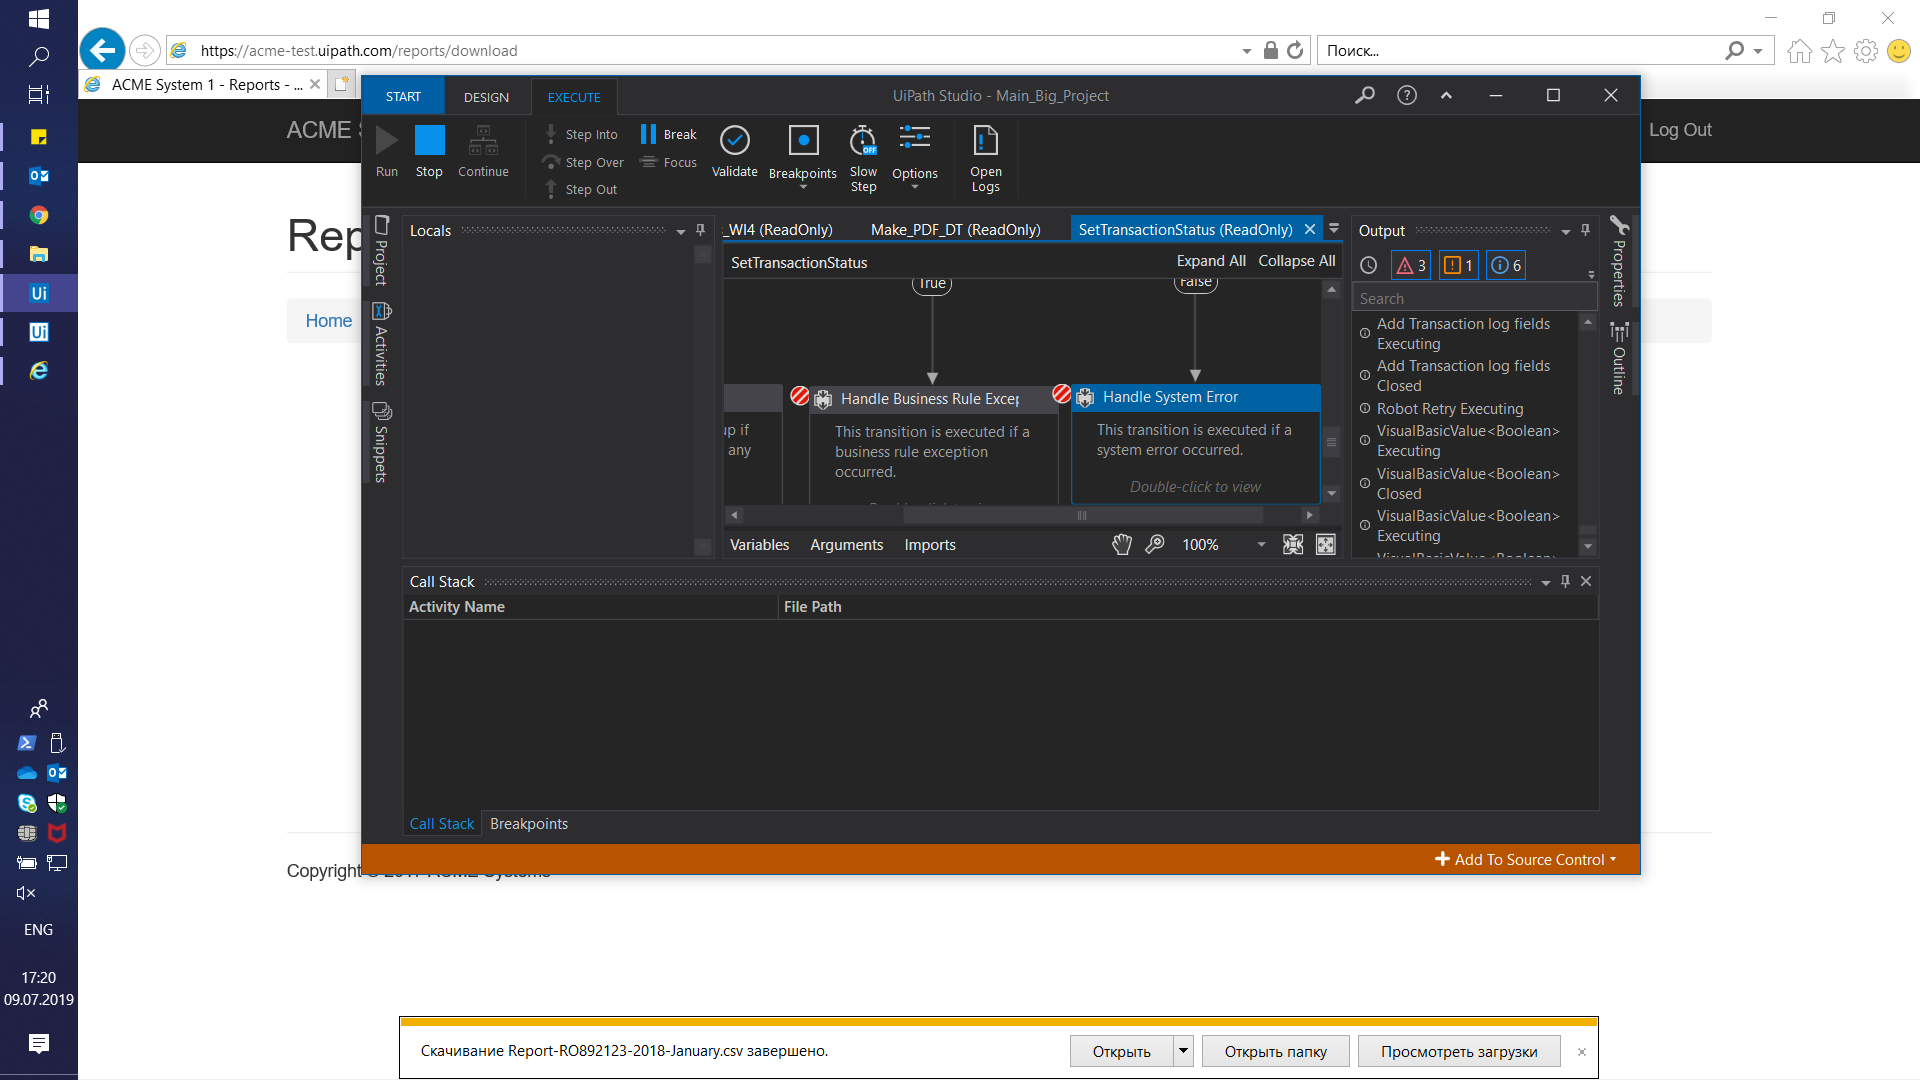 https://acme-test.uipath.com/reports/download
Поиск...
ACME System 1 - Reports - ...
START
DESIGN
EXECUTE
UiPath Studio - Main_Big_Project
ACME S
Log Out
Run
Stop
Continue
Step Into
Step Over
Step Out
Break
Focus
Validate
Breakpoints
Slow
Step
OFF
Options
Open
Logs
Rep
Home
Project
Activities
Snippets
Locals
_WI4 (ReadOnly)
Make_PDF_DT (ReadOnly)
SetTransactionStatus (ReadOnly)
SetTransactionStatus
Expand All
Collapse All
True
False
up if
any
Handle Business Rule Excep
This transition is executed if a
business rule exception
occurred.
Handle System Error
This transition is executed if a
system error occurred.
Double-click to view
Variables
Arguments
Imports
100%
Output
3
1
6
Search
Add Transaction log fields
Executing
Add Transaction log fields
Closed
Robot Retry Executing
VisualBasicValue<Boolean>
Executing
VisualBasicValue<Boolean>
Closed
VisualBasicValue<Boolean>
Executing
VisualBasicValue<Boolean>
Properties
Outline
Call Stack
Activity Name
File Path
Call Stack
Breakpoints
Add To Source Control
Copyright © 2017 ACME Systems
ENG
17:20
09.07.2019
Скачивание Report-RO892123-2018-January.csv завершено.
Открыть
Открыть папку
Просмотреть загрузки